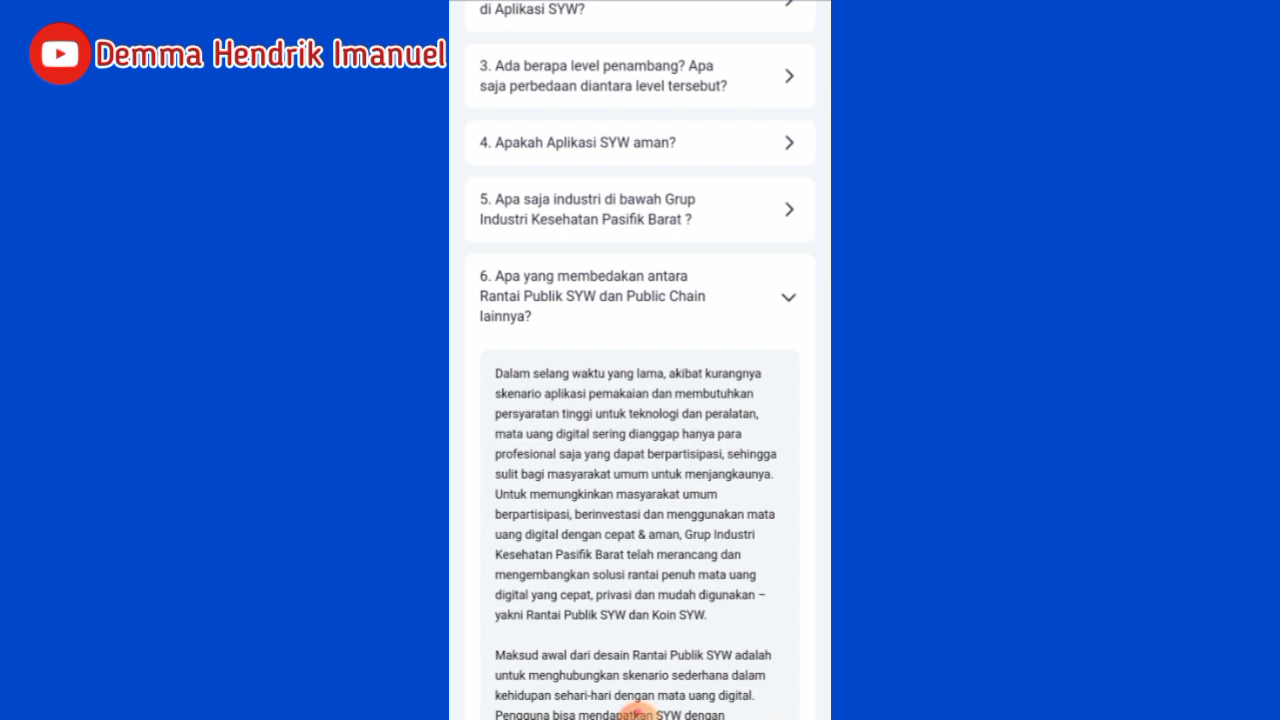 Demma Hendrik Imanuel
di Aplikasi SYW?
3. Ada berapa level penambang? Apa
saja perbedaan diantara level tersebut?
4. Apakah Aplikasi SYW aman?
5. Apa saja industri di bawah Grup
Industri Kesehatan Pasifik Barat ?
6. Apa yang membedakan antara
Rantai Publik SYW dan Public Chain
lainnya?
Dalam selang waktu yang lama, akibat kurangnya
skenario aplikasi pemakaian dan membutuhkan
persyaratan tinggi untuk teknologi dan peralatan,
mata uang digital sering dianggap hanya para
profesional saja yang dapat berpartisipasi, sehingga
sulit bagi masyarakat umum untuk menjangkaunya.
Untuk memungkinkan masyarakat umum
berpartisipasi, berinvestasi dan menggunakan mata
uang digital dengan cepat & aman, Grup Industri
Kesehatan Pasifik Barat telah merancang dan
mengembangkan solusi rantai penuh mata uang
digital yang cepat, privasi dan mudah digunakan –
yakni Rantai Publik SYW dan Koin SYW.
Maksud awal dari desain Rantai Publik SYW adalah
untuk menghubungkan skenario sederhana dalam
kehidupan sehari-hari dengan mata uang digital.
Pengguna bisa mendapatkan SYW dengan